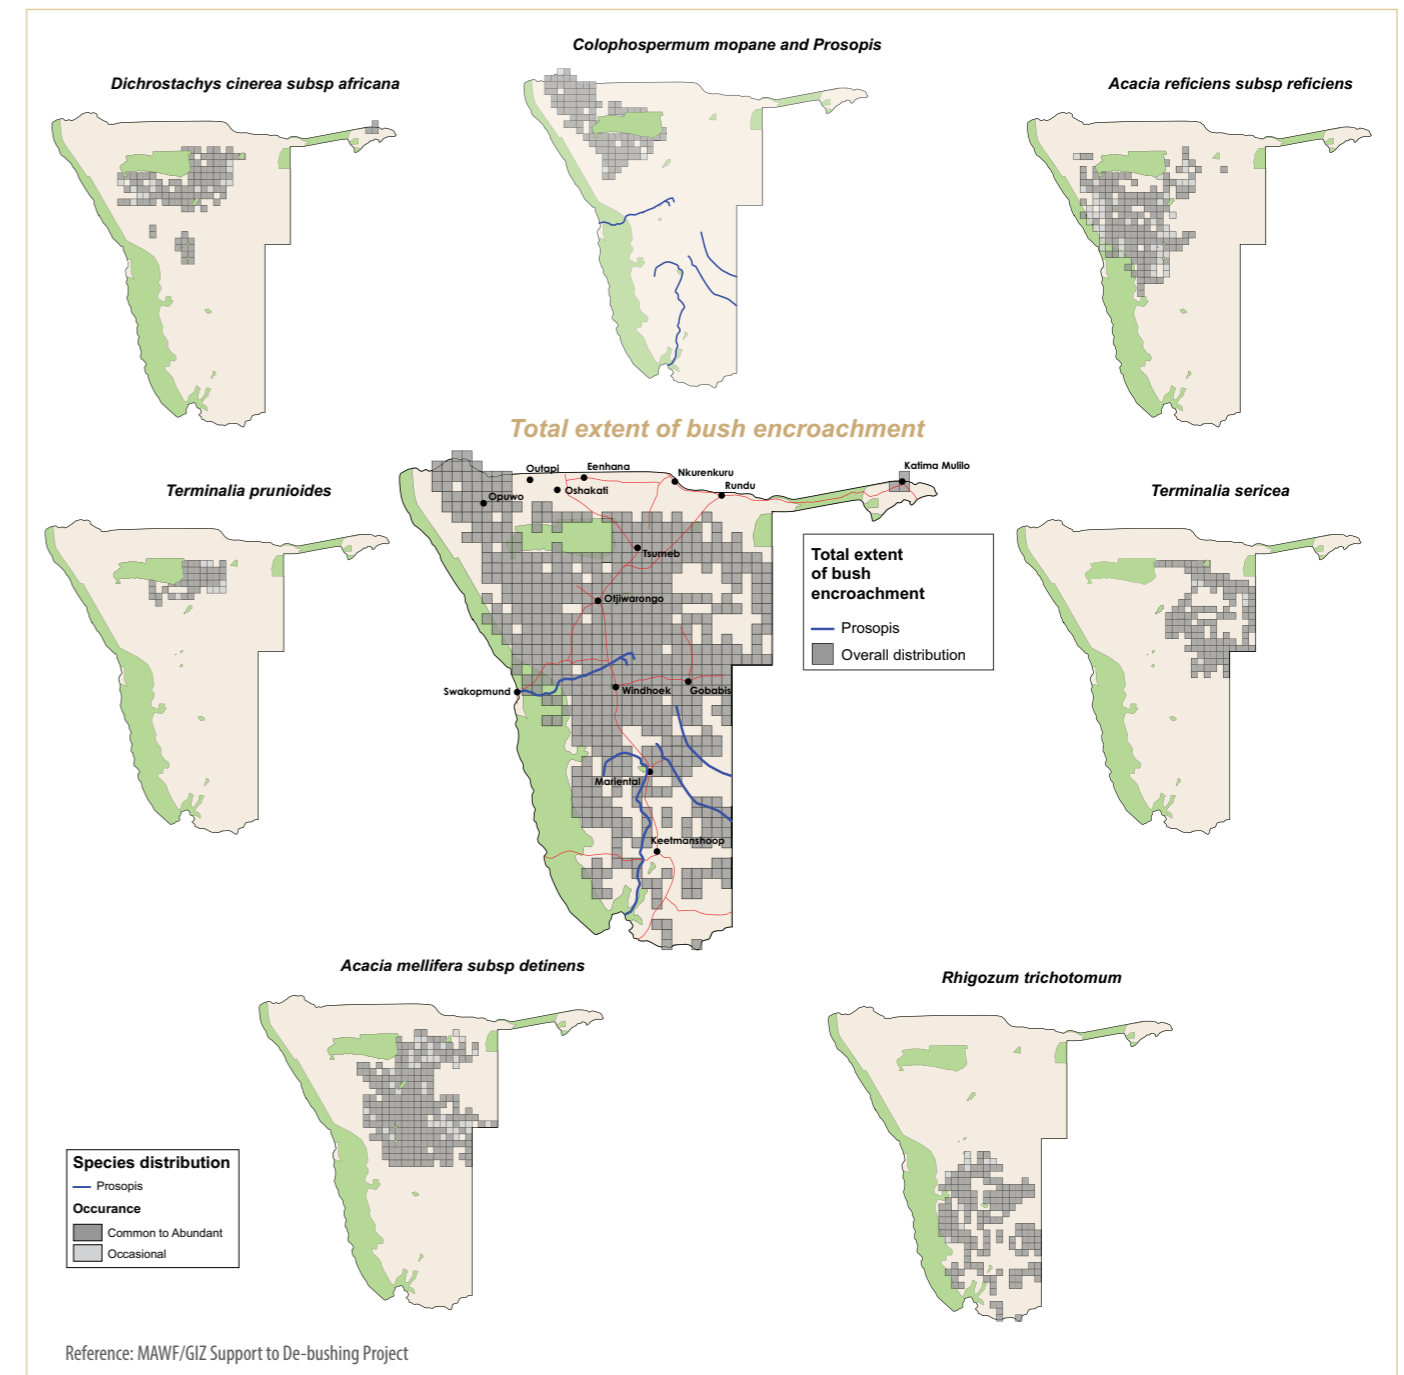 Colophospermum mopane and Prosopis
Dichrostachys cinerea subsp africana
Acacia reficiens subsp reficiens
Total extent of bush encroachment
Katima Mulilo
Outapi
Eenhana
Nkurenkuru
Oshakati
Rundu
Opuwo
Terminalia prunioides
Terminalia sericea
Total extent
of bush
encroachment
Prosopis
Overall distribution
Tsumeb
Otjiwarongo
Swakopmund
Windhoek
Gobabis
Mariental
Keetmanshoop
Acacia mellifera subsp detinens
Rhigozum trichotomum
Species distribution
Prosopis
Occurance
Common to Abundant
Occasional
Reference: MAWF/GIZ Support to De-bushing Project